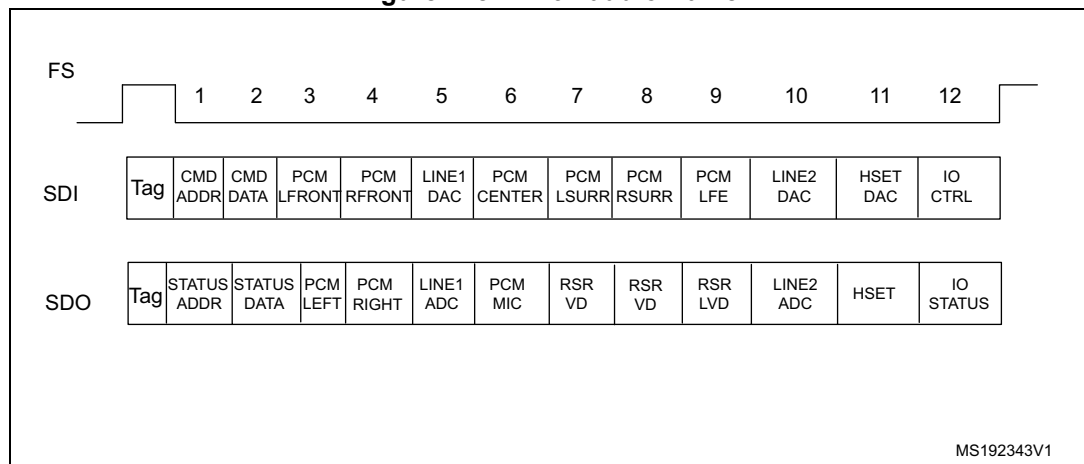 FS
1 2 3 4 5 6 7 8 9 10 11 12
SDI
Tag CMD CMD PCM PCM LINE1 PCM PCM PCM PCM LINE2 HSET IO
ADDR DATA LFRONT RFRONT DAC CENTER LSURR RSURR LFE DAC DAC CTRL
SDO
Tag STATUS STATUS PCM PCM LINE1 PCM RSR RSR RSR LINE2 HSET IO
ADDR DATA LEFT RIGHT ADC MIC VD VD LVD ADC STATUS
MS192343V1